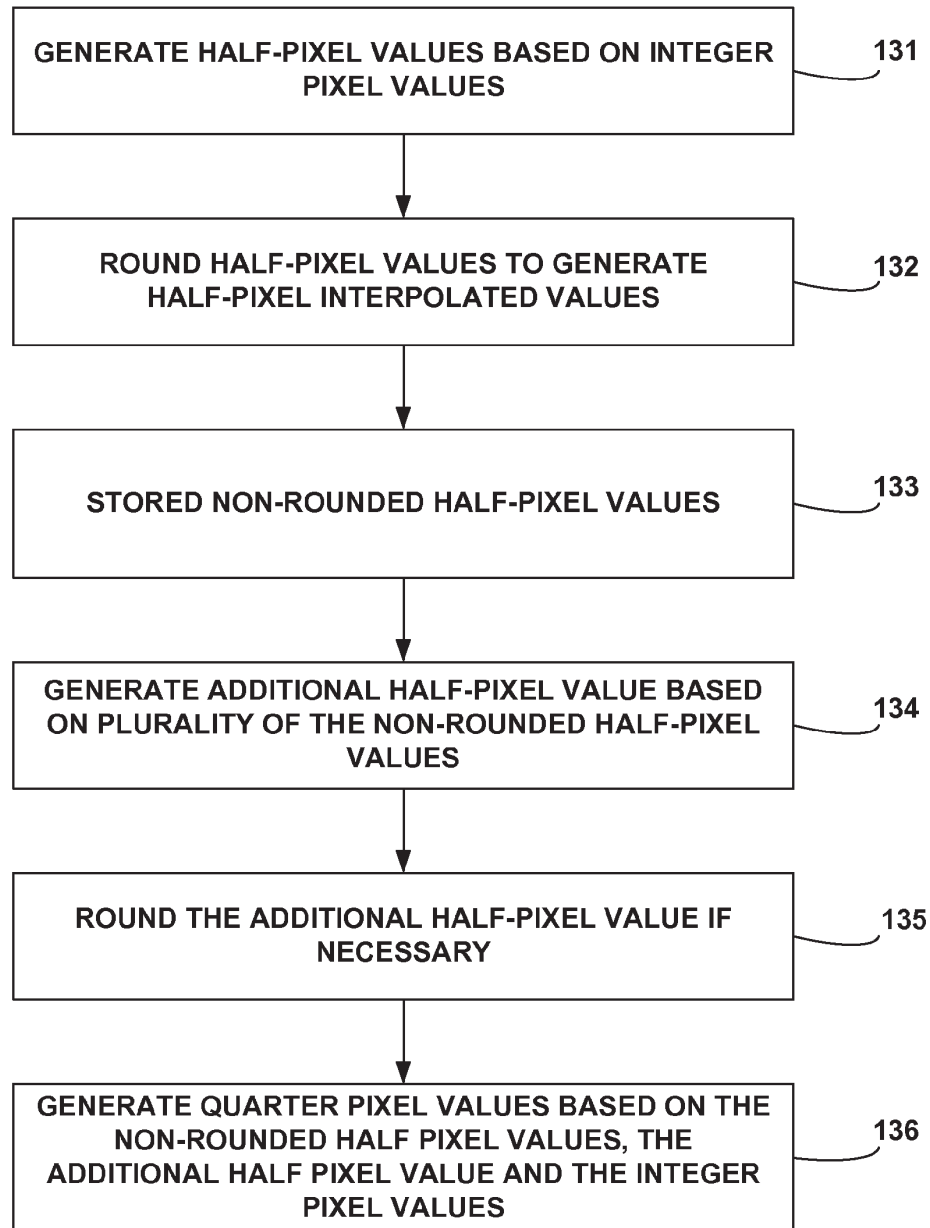 GENERATE HALF-PIXEL VALUES BASED ON INTEGER
PIXEL VALUES
131
ROUND HALF-PIXEL VALUES TO GENERATE
HALF-PIXEL INTERPOLATED VALUES
132
STORED NON-ROUNDED HALF-PIXEL VALUES
133
GENERATE ADDITIONAL HALF-PIXEL VALUE BASED
ON PLURALITY OF THE NON-ROUNDED HALF-PIXEL
VALUES
134
ROUND THE ADDITIONAL HALF-PIXEL VALUE IF
NECESSARY
135
GENERATE QUARTER PIXEL VALUES BASED ON THE
NON-ROUNDED HALF PIXEL VALUES, THE
ADDITIONAL HALF PIXEL VALUE AND THE INTEGER
PIXEL VALUES
136